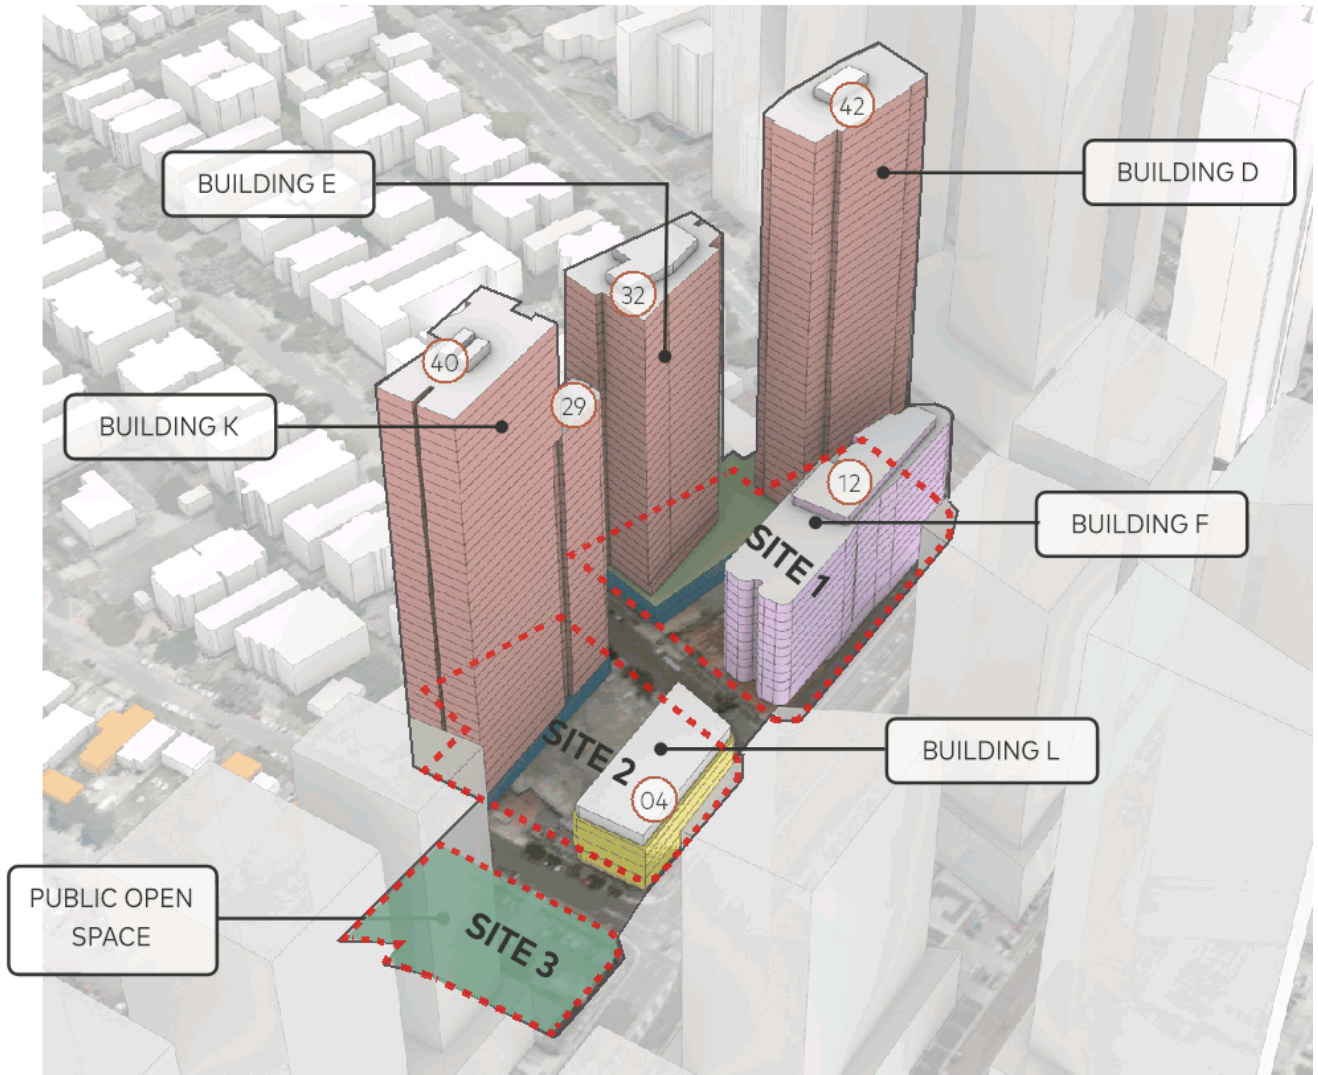 42
BUILDING D
BUILDING E
32
40
29
BUILDING K
12
BUILDING F
SITE 1
SITE 2
BUILDING L
04
PUBLIC OPEN
SPACE
SITE 3